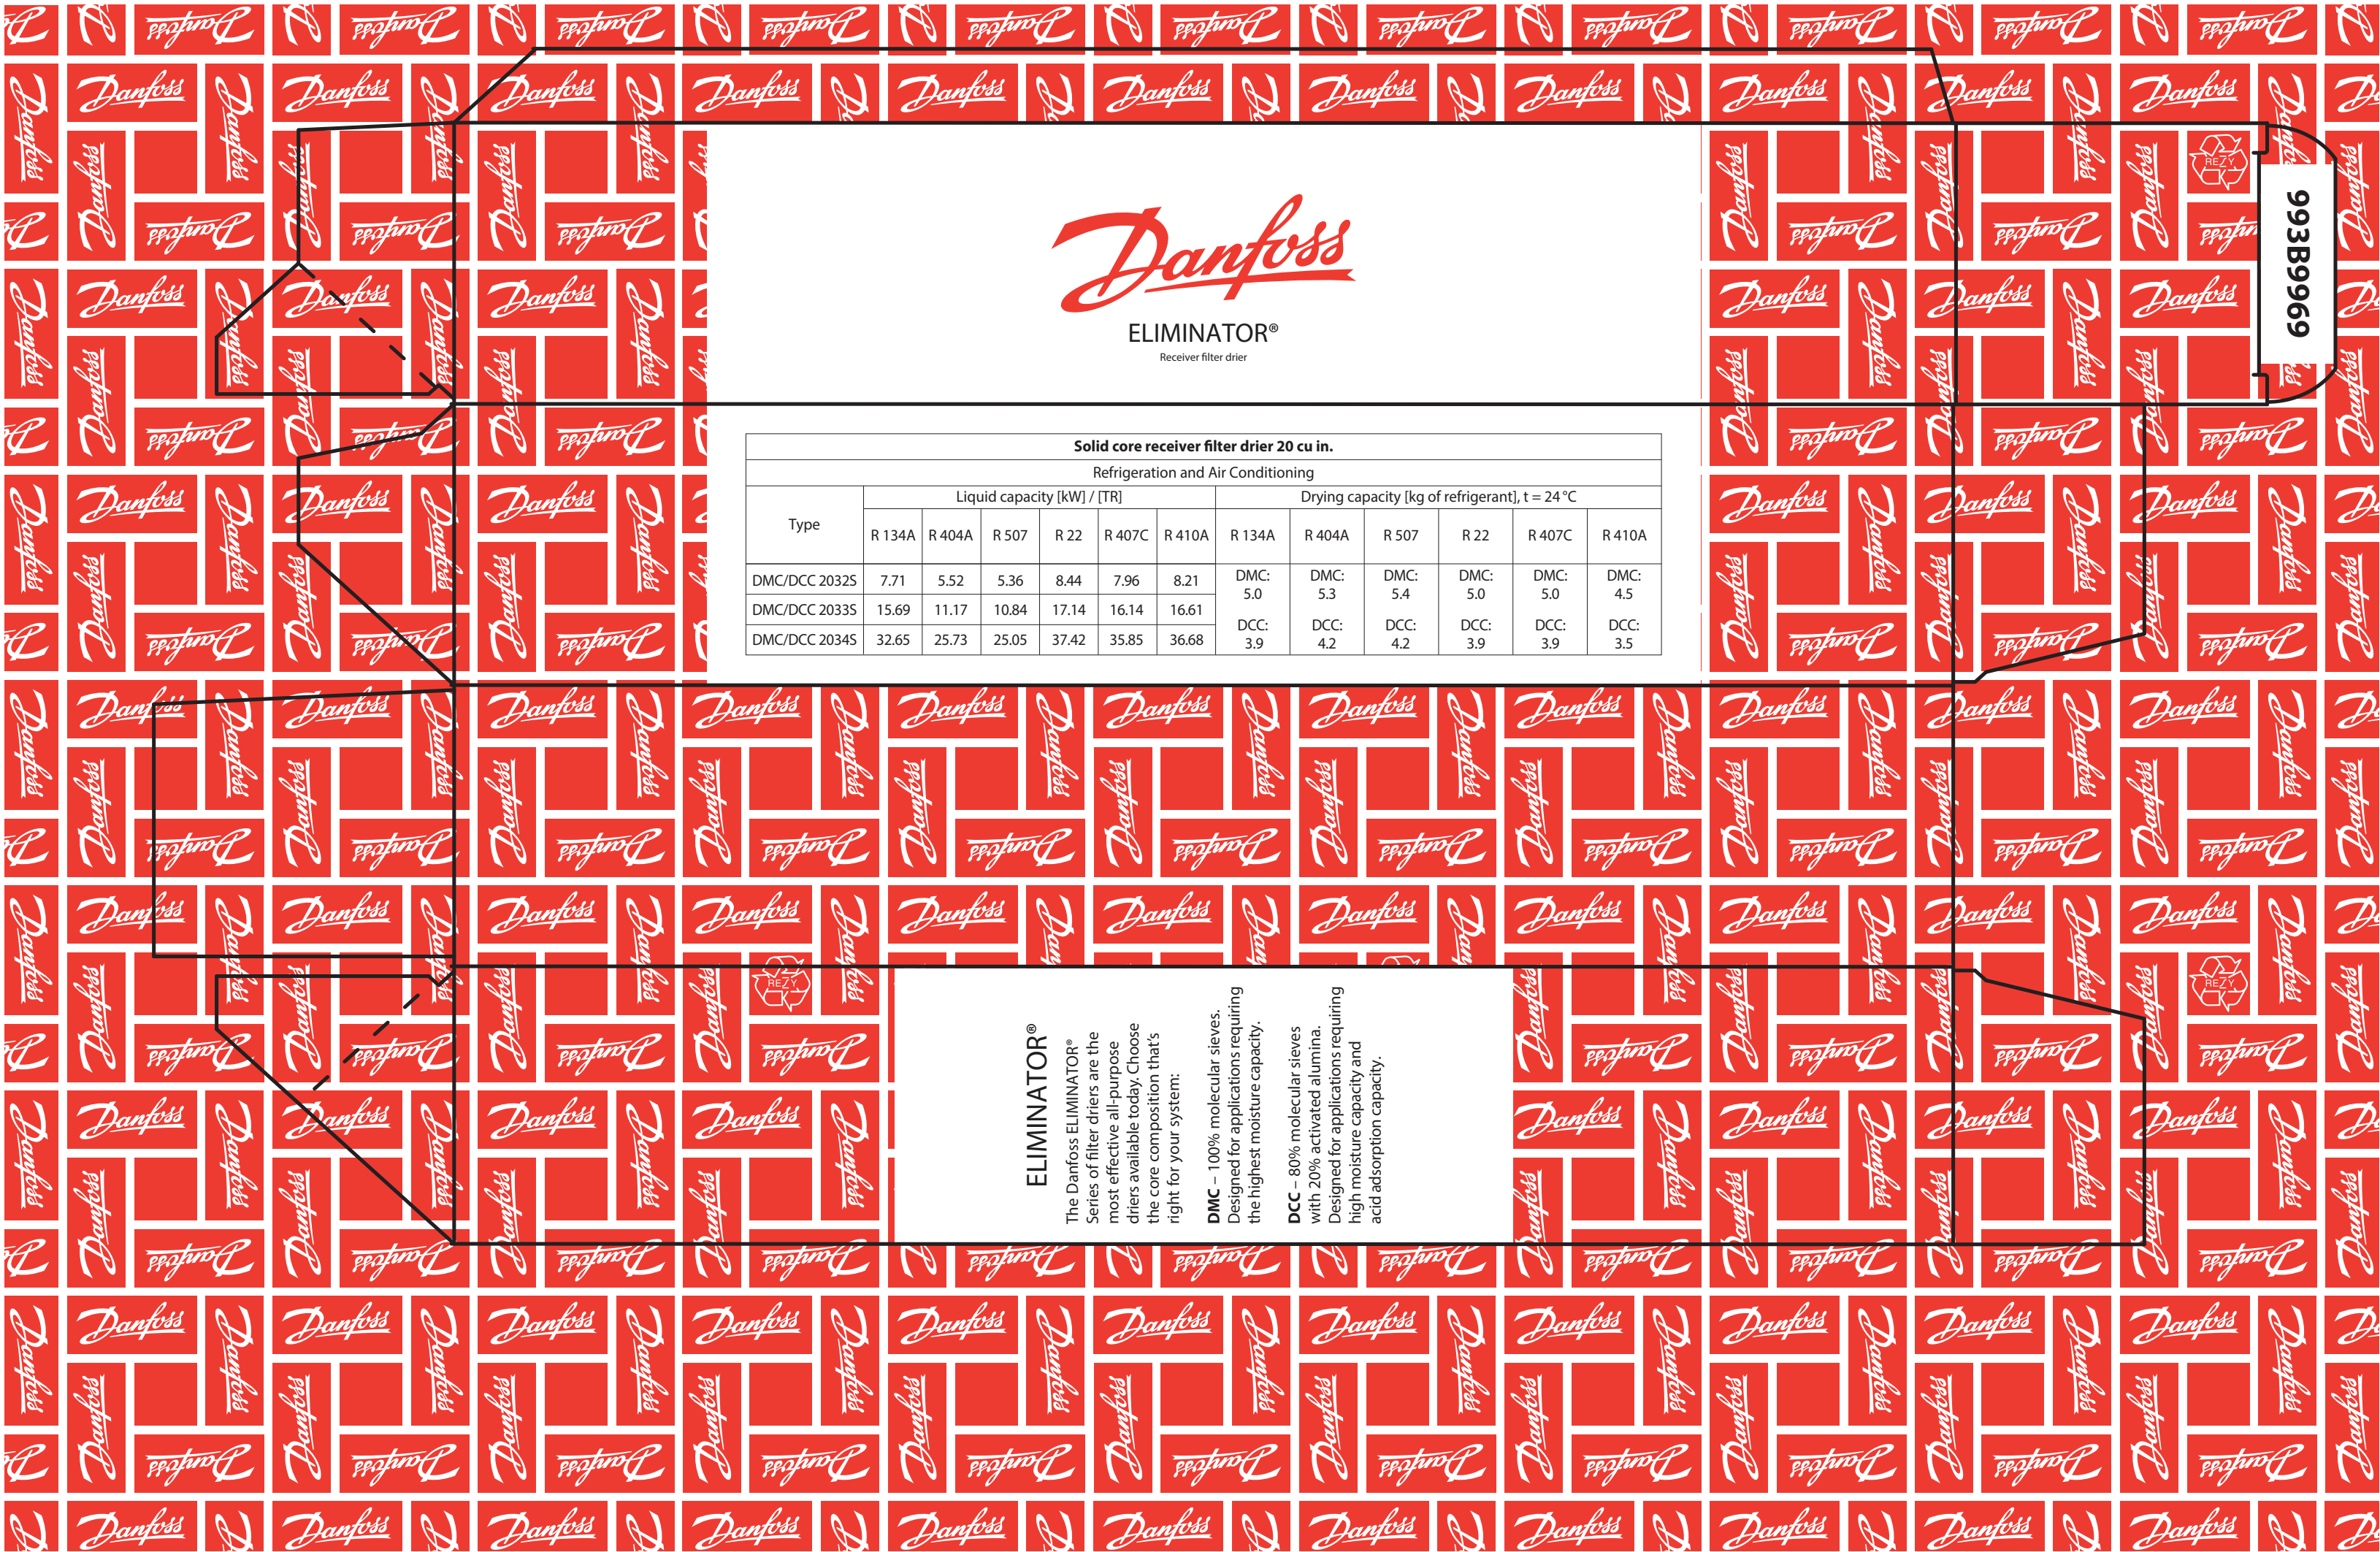 Danfoss
ELIMINATOR®
Receiver filter drier
993B9969
REZY
Solid core receiver filter drier 20 cu in.
Refrigeration and Air Conditioning
Type Liquid capacity [kW] / [TR] Drying capacity [kg of refrigerant], t = 24 °C
R 134A R 404A R 507 R 22 R 407C R 410A R 134A R 404A R 507 R 22 R 407C R 410A
DMC/DCC 2032S 7.71 5.52 5.36 8.44 7.96 8.21
DMC/DCC 2033S 15.69 11.17 10.84 17.14 16.14 16.61
DMC/DCC 2034S 32.65 25.73 25.05 37.42 35.85 36.68
DMC: DMC: DMC: DMC: DMC: DMC:
5.0 5.3 5.4 5.0 5.0 4.5
DCC: DCC: DCC: DCC: DCC: DCC:
3.9 4.2 4.2 3.9 3.9 3.5
REZY
REZY
ELIMINATOR®
The Danfoss ELIMINATOR®
Series of filter driers are the
most effective all-purpose
driers available today. Choose
the core composition that's
right for your system:
DMC – 100% molecular sieves.
Designed for applications requiring
the highest moisture capacity.
DCC – 80% molecular sieves
with 20% activated alumina.
Designed for applications requiring
high moisture capacity and
acid adsorption capacity.